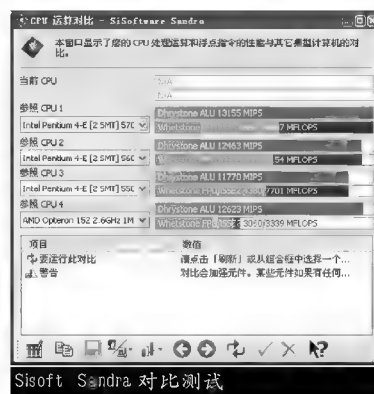 CPU 运算对比 - SiSoftware Sandra
本窗口显示了您的 CPU 处理运算和浮点指令的性能与其它典型计算机的对比。
当前 CPU
N/A
N/A
参照 CPU 1
Dhrystone ALU 13155 MIPS
Intel Pentium 4-E [2 SMT] 57C
Whetstone 7 MFLOPS
参照 CPU 2
Dhrystone ALU 12463 MIPS
Intel Pentium 4-E [2 SMT] 56C
54 MFLOPS
参照 CPU 3
Dhrystone ALU 11770 MIPS
Intel Pentium 4-E [2 SMT] 55C
Whetstone 7701 MFLOPS
参照 CPU 4
Dhrystone ALU 12623 MIPS
AMD Opteron 152 2.6GHz 1M
Whetstone 3060/3339 MFLOPS
项目 数值
要运行此对比 请点击「刷新」或从组合框中选择一个...
警告 对比会加强元件。某些元件如果有任何...
Sisoft Sandra 对比测试